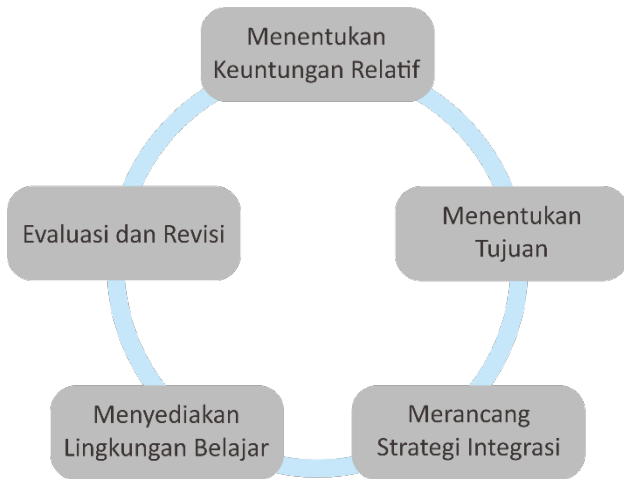 Menentukan
Keuntungan Relatif
Menentukan
Tujuan
Merancang
Strategi Integrasi
Menyediakan
Lingkungan Belajar
Evaluasi dan Revisi